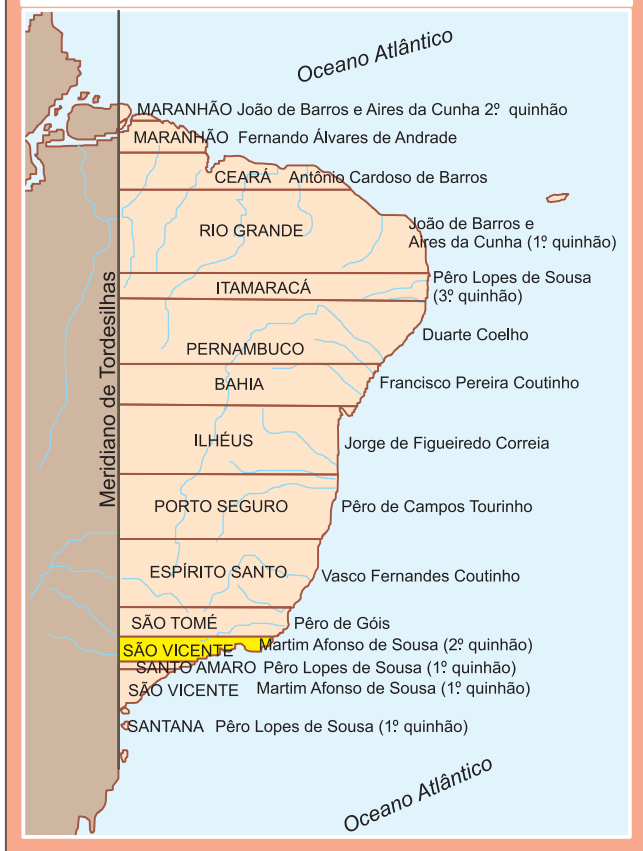 Oceano Atlântico
MARANHÃO João de Barros e Aires da Cunha 2º quinhão
MARANHÃO Fernando Álvares de Andrade
CEARÁ Antônio Cardoso de Barros
RIO GRANDE
João de Barros e
Aires da Cunha (1º quinhão)
ITAMARACÁ
Pêro Lopes de Sousa
(3º quinhão)
Duarte Coelho
PERNAMBUCO
BAHIA
Francisco Pereira Coutinho
Meridiano de Tordesilhas
ILHÉUS
Jorge de Figueiredo Correia
PORTO SEGURO
Pêro de Campos Tourinho
ESPÍRITO SANTO
Vasco Fernandes Coutinho
SÃO TOMÉ
Pêro de Góis
SÃO VICENTE
Martim Afonso de Sousa (2º quinhão)
SANTO AMARO Pêro Lopes de Sousa (1º quinhão)
SÃO VICENTE Martim Afonso de Sousa (1º quinhão)
SANTANA Pêro Lopes de Sousa (1º quinhão)
Oceano Atlântico